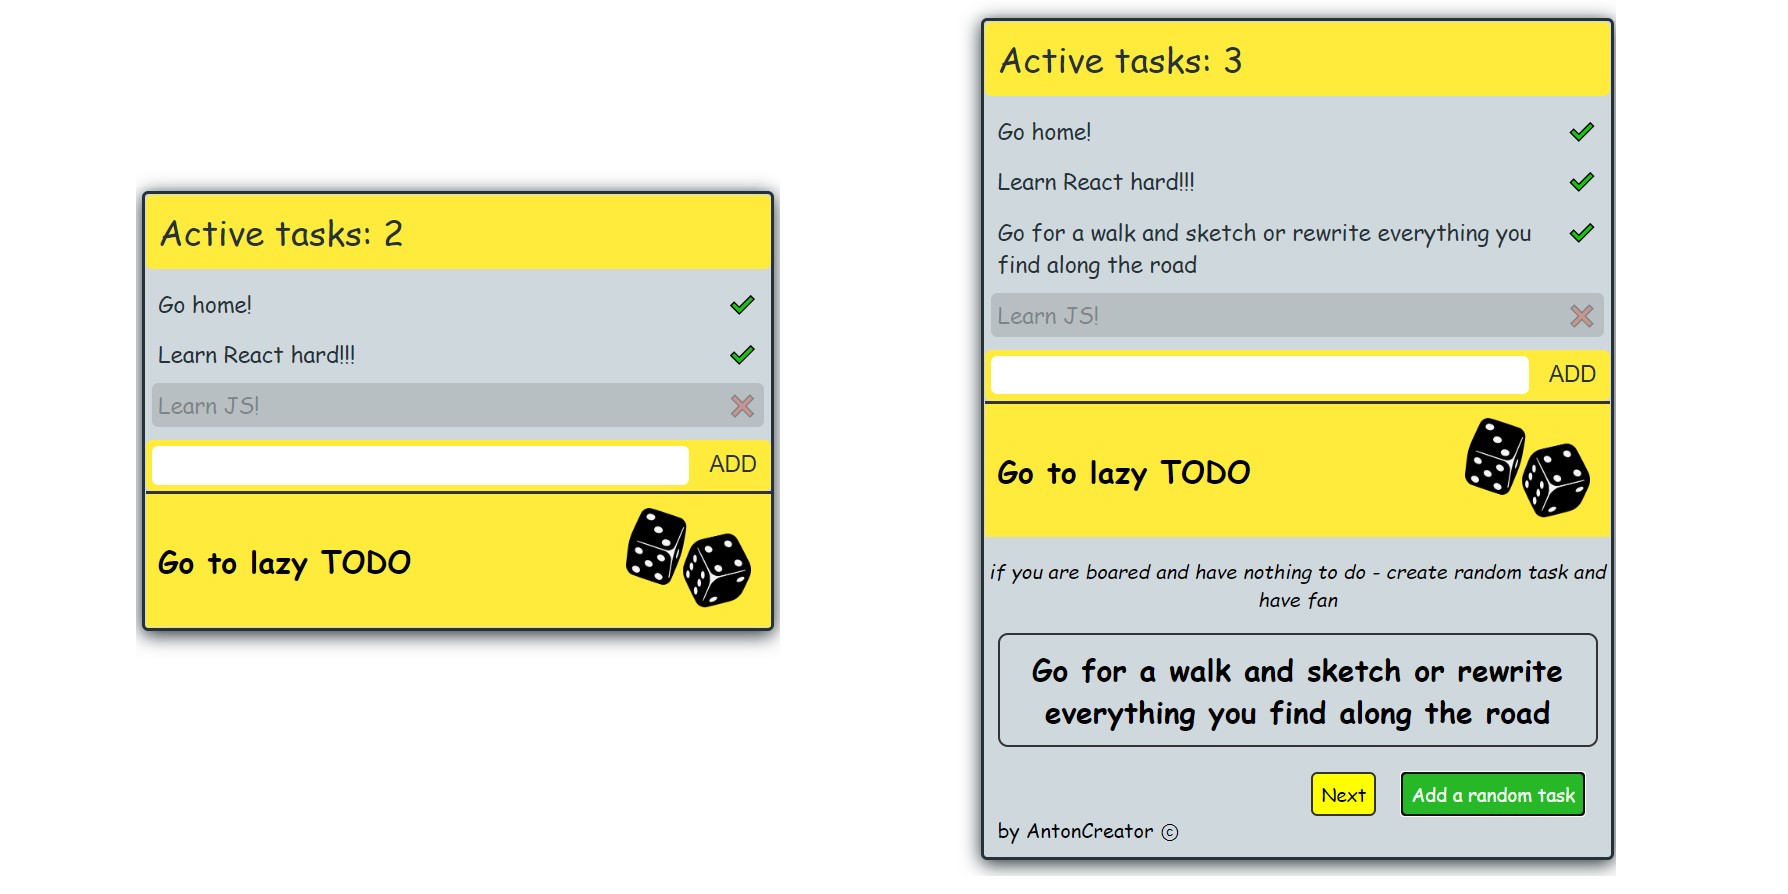 Active tasks: 2
Go home!
Learn React hard!!!
Learn JS!
ADD
Go to lazy TODO
Active tasks: 3
Go home!
Learn React hard!!!
Go for a walk and sketch or rewrite everything you
find along the road
Learn JS!
ADD
Go to lazy TODO
if you are boared and have nothing to do - create random task and
have fan
Go for a walk and sketch or rewrite
everything you find along the road
Next
Add a random task
by AntonCreator ©